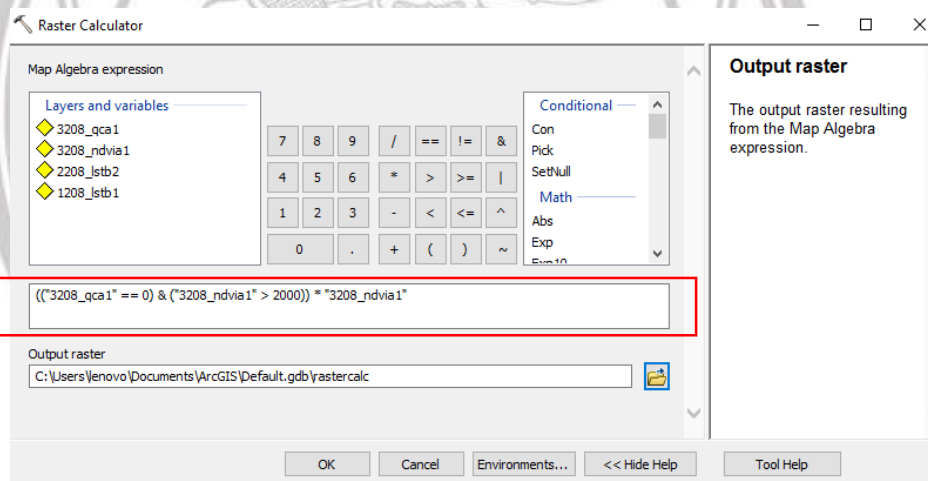 Raster Calculator
Map Algebra expression
Layers and variables
3208_qca1
3208_ndvia1
2208_lstb2
1208_lstb1
7 8 9 / == != &
4 5 6 * > >= |
1 2 3 - < <= ^
0 . + ( ) ~
Conditional
Con
Pick
SetNull
Math
Abs
Exp
Exp10
(("3208_qca1" == 0) & ("3208_ndvia1" > 2000)) * "3208_ndvia1"
Output raster
C:\Users\lenovo\Documents\ArcGIS\Default.gdb\rastercalc
OK Cancel Environments... << Hide Help Tool Help
Output raster
The output raster resulting
from the Map Algebra
expression.